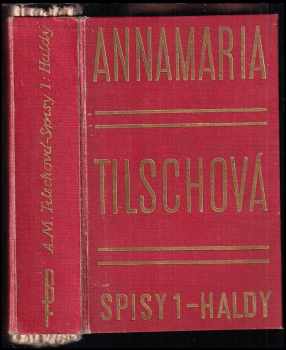 A.M. Tilschová-Spisy 1: Haldy
ANNAMARIA
TILSCHOVÁ
SPISY 1-HALDY